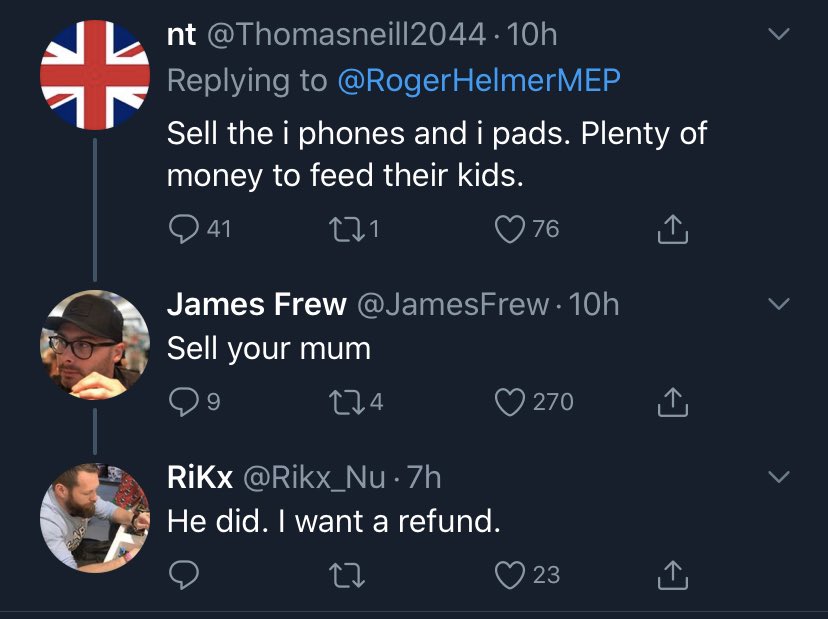 nt @Thomasneill2044 · 10h
Replying to @RogerHelmerMEP
Sell the i phones and i pads. Plenty of
money to feed their kids.
41 1 76
James Frew @JamesFrew · 10h
Sell your mum
9 4 270
RiKx @Rikx_Nu · 7h
He did. I want a refund.
23